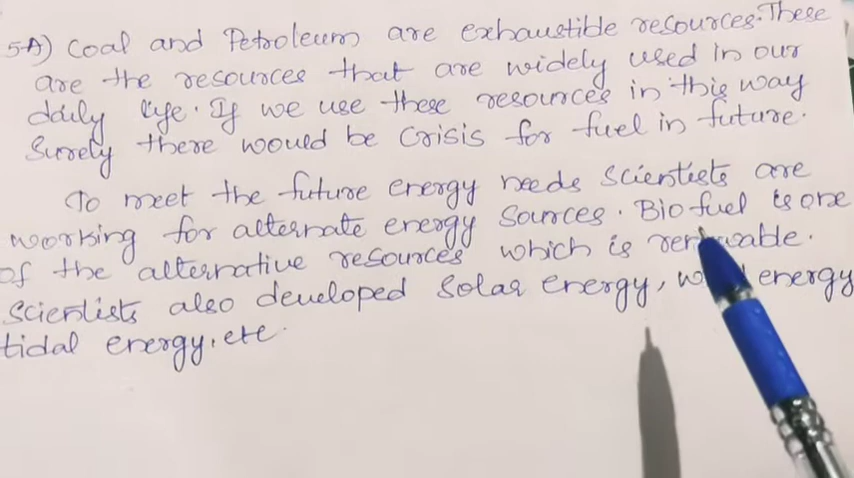 5A) Coal and Petroleum are exhaustible resources. These
are the resources that are widely used in our
daily life. If we use these resources in this way
Surely there would be crisis for fuel in future.
To meet the future energy needs scientists are
working for alternate energy sources. Bio fuel is one
of the alternative resources which is renewable.
Scientists also developed Solar energy, energy
tidal energy, etc.